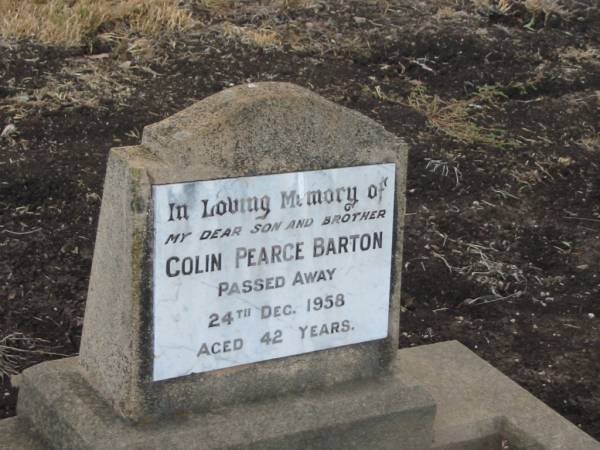 In Loving Memory of
MY DEAR SON AND BROTHER
COLIN PEARCE BARTON
PASSED AWAY
24TH DEC. 1958
AGED 42 YEARS.